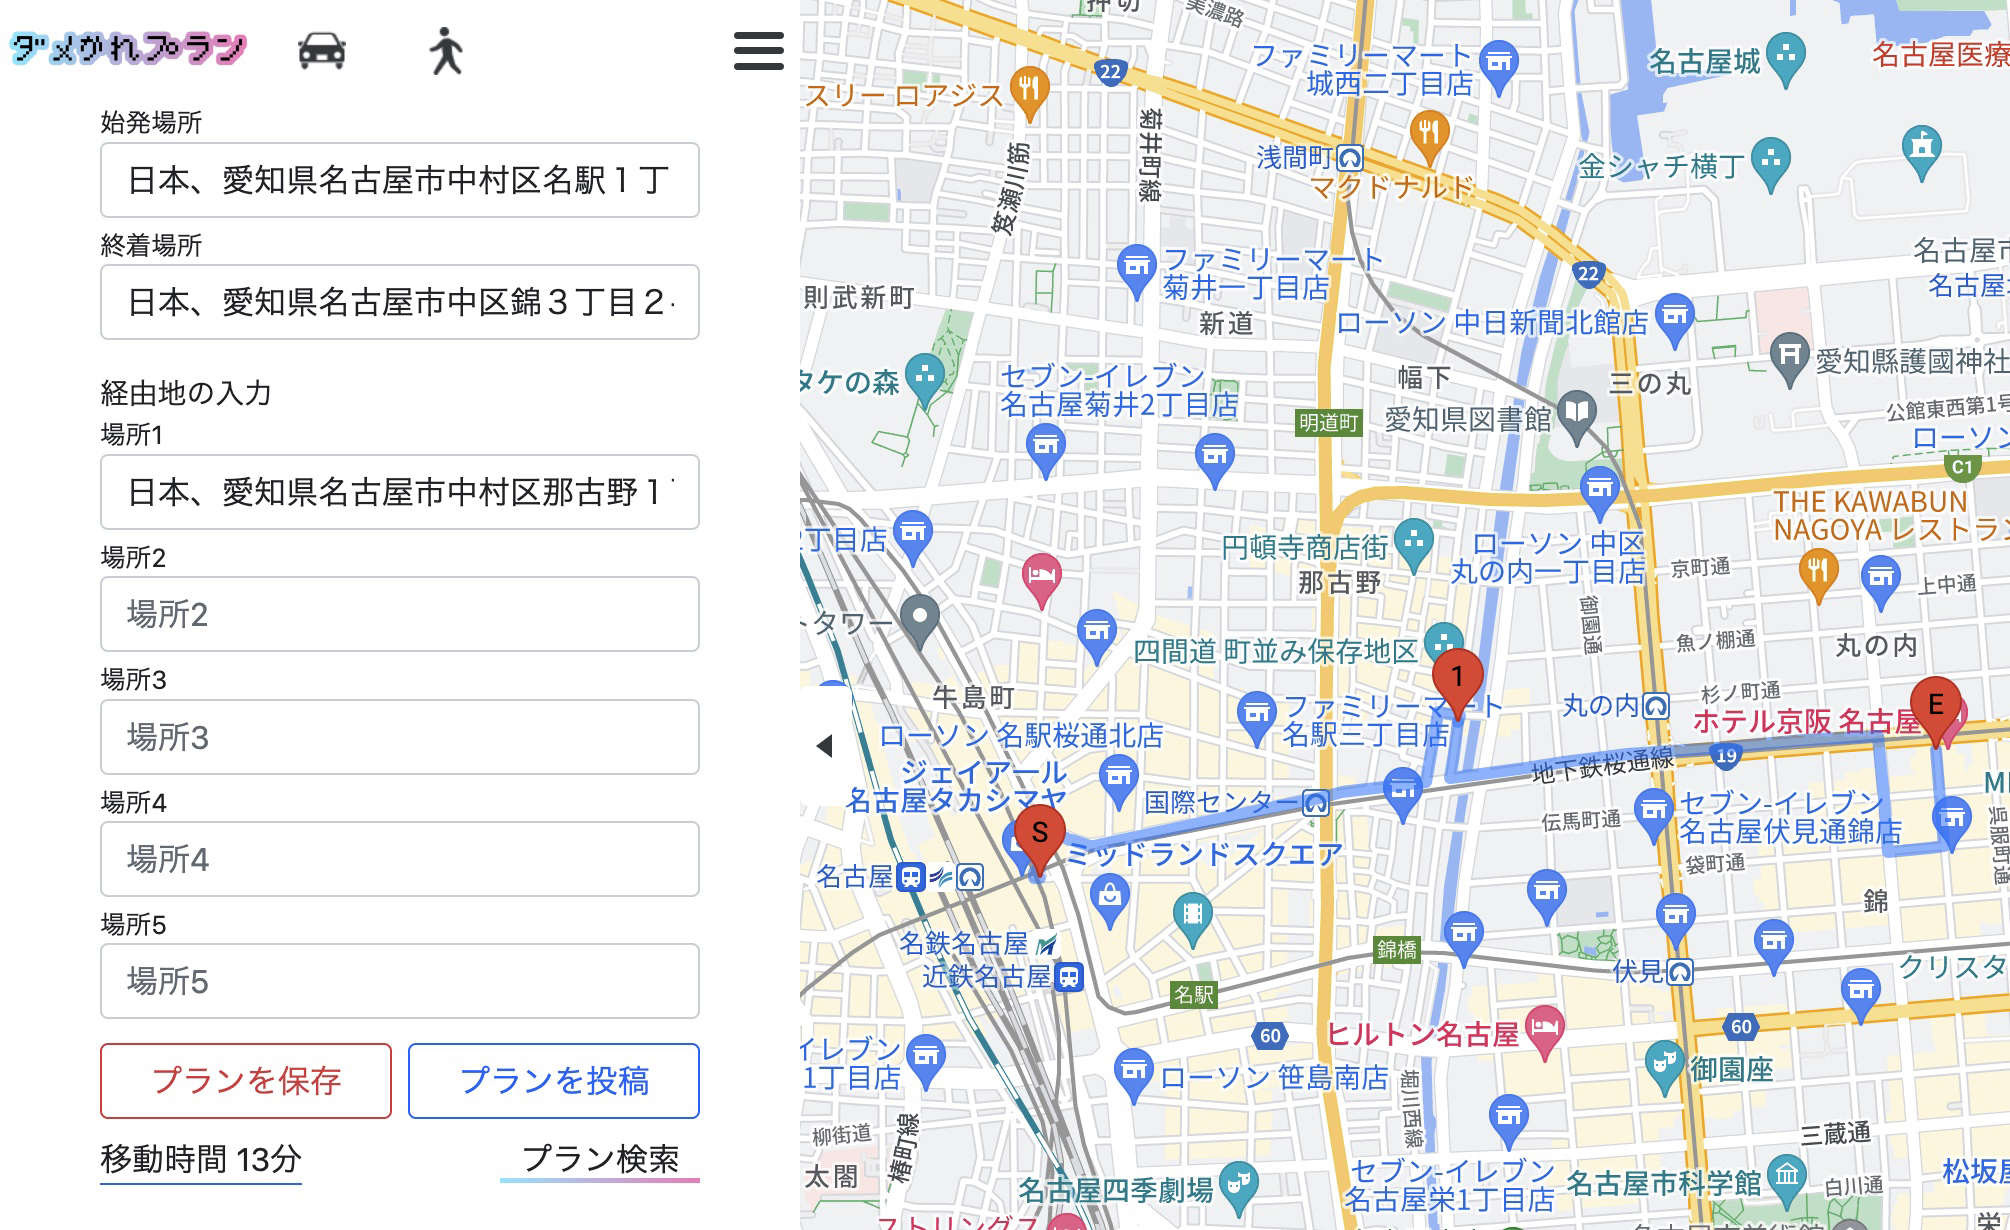 ダメかれプラン
始発場所
日本、愛知県名古屋市中村区名駅１丁
終着場所
日本、愛知県名古屋市中区錦３丁目２
経由地の入力
場所1
日本、愛知県名古屋市中村区那古野１
場所2
場所2
場所3
場所3
場所4
場所4
場所5
場所5
プランを保存
プランを投稿
移動時間 13分
プラン検索
押切
美濃路
22
ファミリーマート
城西二丁目店
名古屋城
名古屋医療
スリー ロアジス
菊井町線
笈瀬川筋
浅間町
マクドナルド
金シャチ横丁
ファミリーマート
菊井一丁目店
22
名古屋市
名古屋
則武新町
新道
ローソン 中日新聞北館店
愛知縣護國神社
タケの森
セブン-イレブン
名古屋菊井2丁目店
幅下
三の丸
明道町
愛知県図書館
公館東西第1号
ローソン
C1
THE KAWABUN
NAGOYA レストラン
丁目店
円頓寺商店街
那古野
ローソン 中区
丸の内一丁目店
京町通
上中通
御園通
タワー
四間道 町並み保存地区
魚ノ棚通
丸の内
牛島町
1
ファミリーマート
名駅三丁目店
丸の内
杉ノ町通
ホテル京阪 名古屋
E
ローソン 名駅桜通北店
19
地下鉄桜通線
ジェイアール
名古屋タカシマヤ
国際センター
伝馬町通
セブン-イレブン
名古屋伏見通錦店
呉服町通
S
ミッドランドスクエア
袋町通
名古屋
錦
名鉄名古屋
近鉄名古屋
錦橋
伏見
クリスタ
名駅
60
ヒルトン名古屋
60
イレブン
1丁目店
ローソン 笹島南店
堀川西線
御園座
柳街道
椿町線
三蔵通
太閤
名古屋四季劇場
セブン-イレブン
名古屋栄1丁目店
名古屋市科学館
白川通
松坂屋
ストリングス
栄